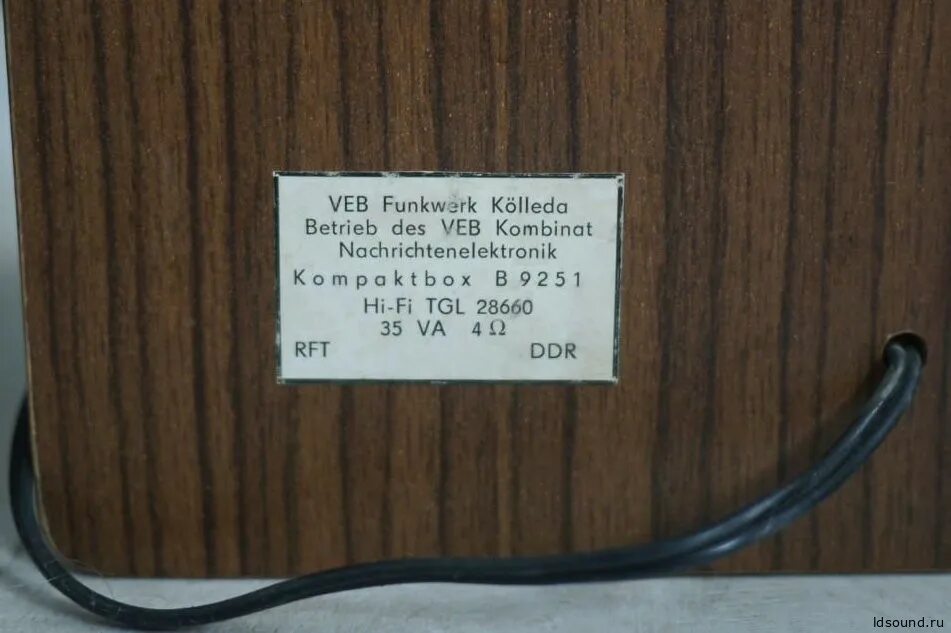 VEB Funkwerk Kölleda
Betrieb des VEB Kombinat
Nachrichtenelektronik
Kompaktbox B 9251
Hi-Fi TGL 28660
35 VA 4 Ω
RFT DDR
ldsound.ru